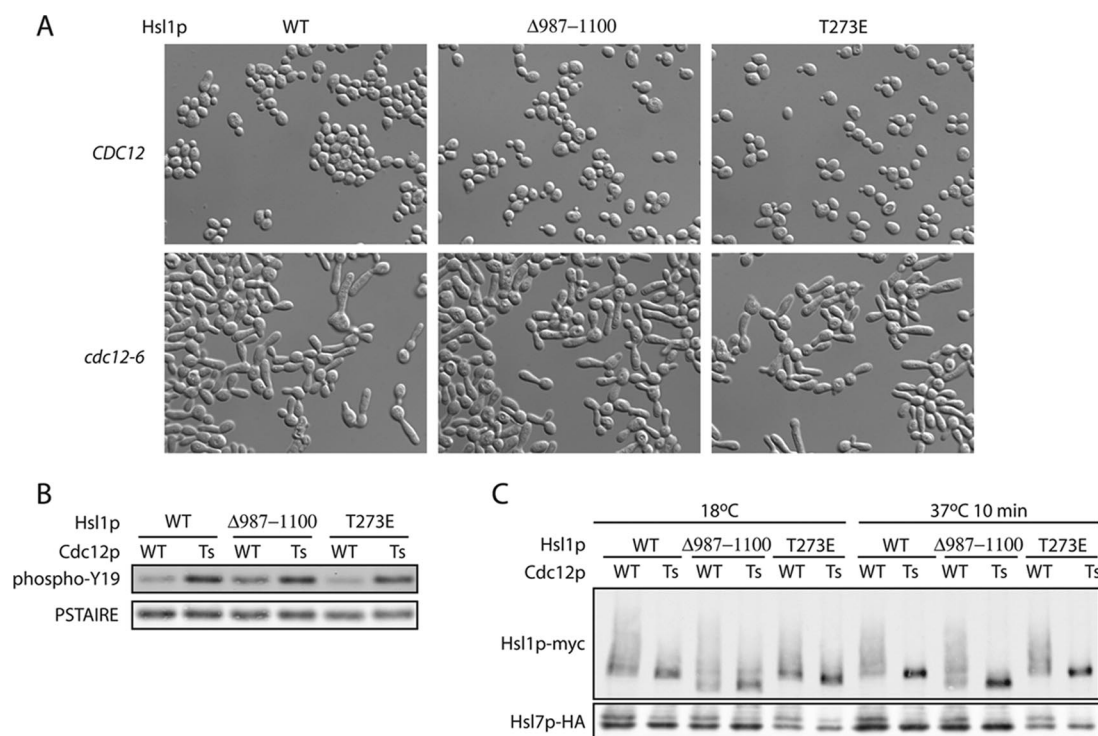 A
Hsl1p WT Δ987–1100 T273E
CDC12
cdc12-6
B
Hsl1p WT Δ987–1100 T273E
Cdc12p WT Ts WT Ts WT Ts
phospho-Y19
PSTAIRE
C
18ºC 37ºC 10 min
Hsl1p WT Δ987–1100 T273E WT Δ987–1100 T273E
Cdc12p WT Ts WT Ts WT Ts WT Ts WT Ts WT Ts
Hsl1p-myc
Hsl7p-HA